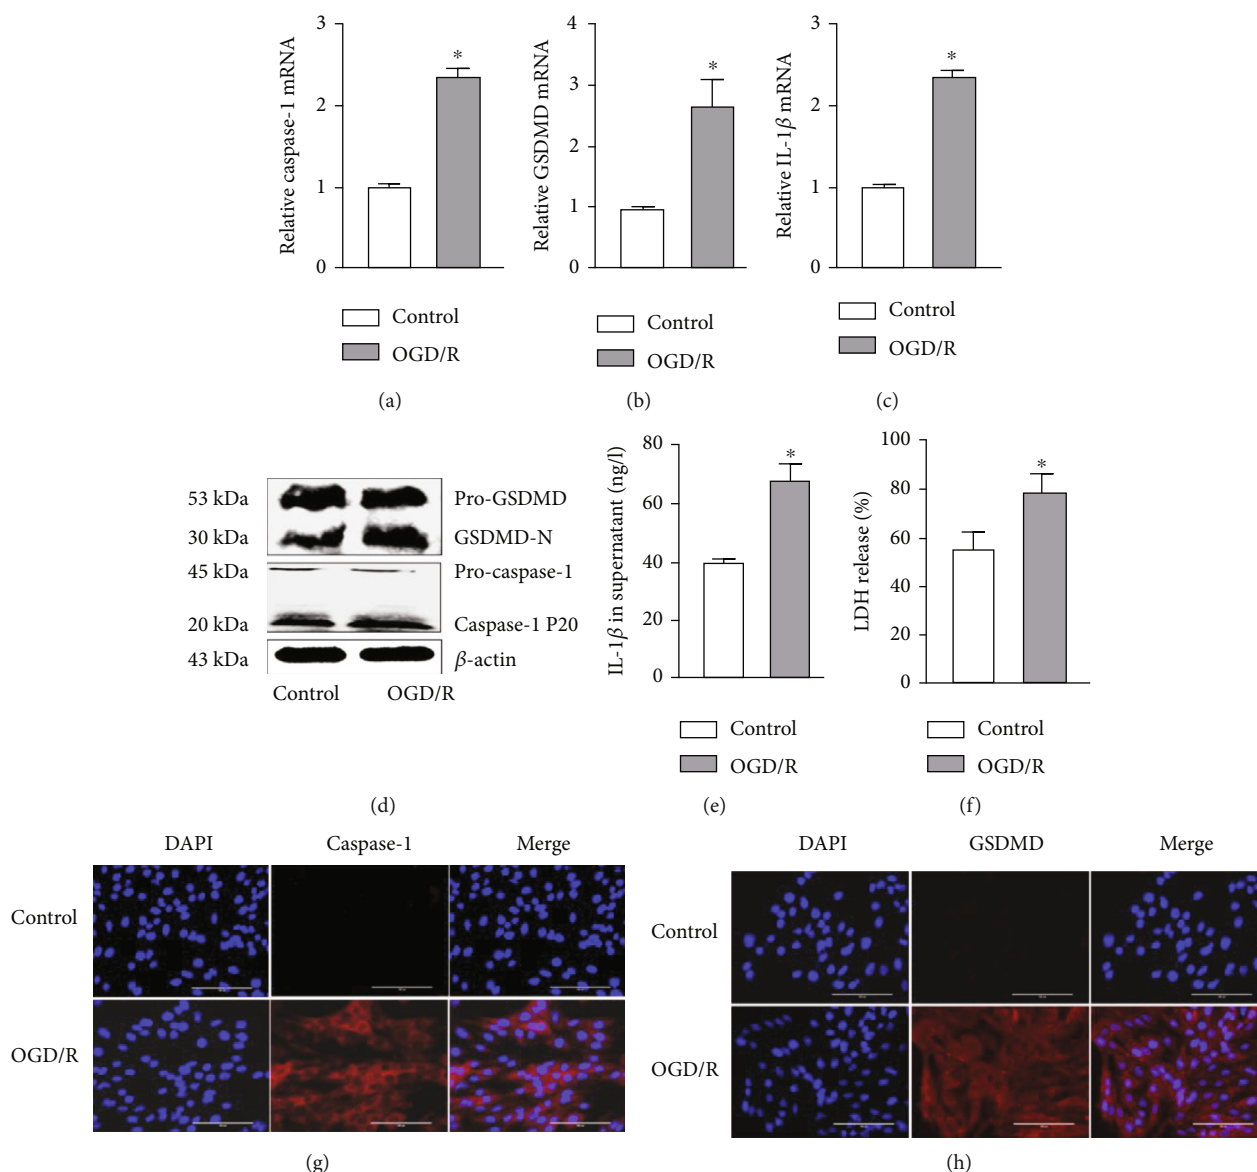 Relative caspase-1 mRNA
3
2
1
0
*
Control
OGD/R
(a)
Relative GSDMD mRNA
4
3
2
1
0
*
Control
OGD/R
(b)
Relative IL-1β mRNA
3
2
1
0
*
Control
OGD/R
(c)
53 kDa Pro-GSDMD
30 kDa GSDMD-N
45 kDa Pro-caspase-1
20 kDa Caspase-1 P20
43 kDa β-actin
Control OGD/R
(d)
IL-1β in supernatant (ng/l)
80
60
40
20
0
*
Control
OGD/R
(e)
LDH release (%)
100
80
60
40
20
0
*
Control
OGD/R
(f)
DAPI Caspase-1 Merge
Control
OGD/R
(g)
DAPI GSDMD Merge
Control
OGD/R
(h)